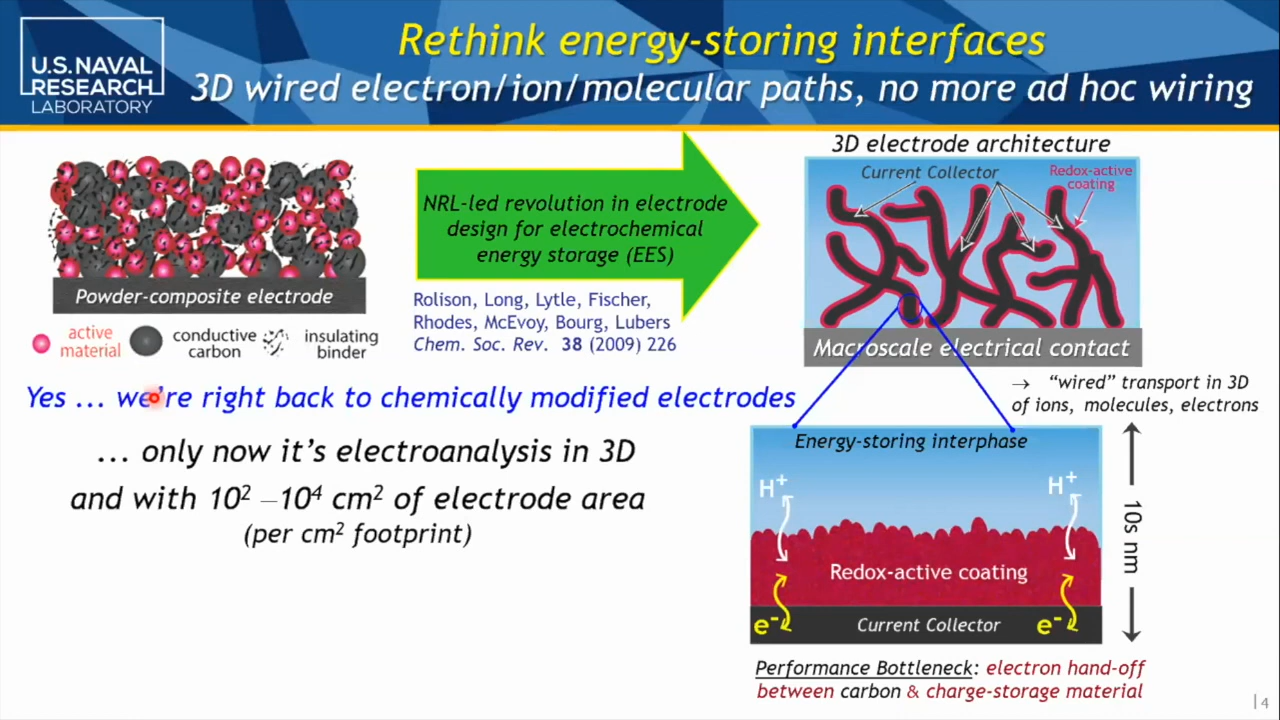 U.S. NAVAL
RESEARCH
LABORATORY
Rethink energy-storing interfaces
3D wired electron/ion/molecular paths, no more ad hoc wiring
Powder-composite electrode
active
material
conductive
carbon
insulating
binder
NRL-led revolution in electrode
design for electrochemical
energy storage (EES)
Rolison, Long, Lytle, Fischer,
Rhodes, McEvoy, Bourg, Lubers
Chem. Soc. Rev. 38 (2009) 226
3D electrode architecture
Current Collector
Redox-active
coating
Macroscale electrical contact
Yes ... we're right back to chemically modified electrodes
... only now it's electroanalysis in 3D
and with 10² –10⁴ cm² of electrode area
(per cm² footprint)
→ "wired" transport in 3D
of ions, molecules, electrons
Energy-storing interphase
H⁺ H⁺
Redox-active coating
e⁻ Current Collector e⁻
10s nm
Performance Bottleneck: electron hand-off
between carbon & charge-storage material
| 4